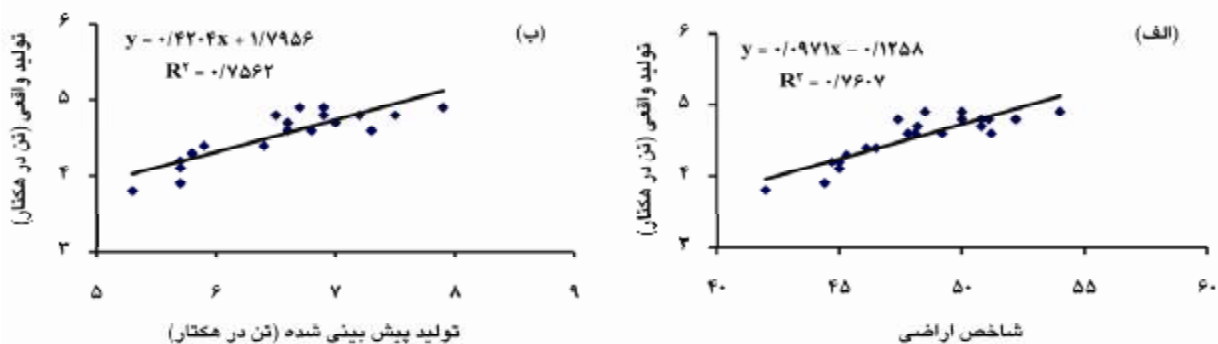 (الف)
y = ۰/۰۹۷۱x – ۰/۱۲۵۸
R² = ۰/۷۶۰۷
تولید واقعی (تن در هکتار)
۶
۵
۴
۳
۴۰ ۴۵ ۵۰ ۵۵ ۶۰
شاخص اراضی
(ب)
y = ۰/۴۲۰۴x + ۱/۷۹۵۶
R² = ۰/۷۵۶۲
تولید واقعی (تن در هکتار)
۶
۵
۴
۳
۵ ۶ ۷ ۸ ۹
تولید پیش بینی شده (تن در هکتار)